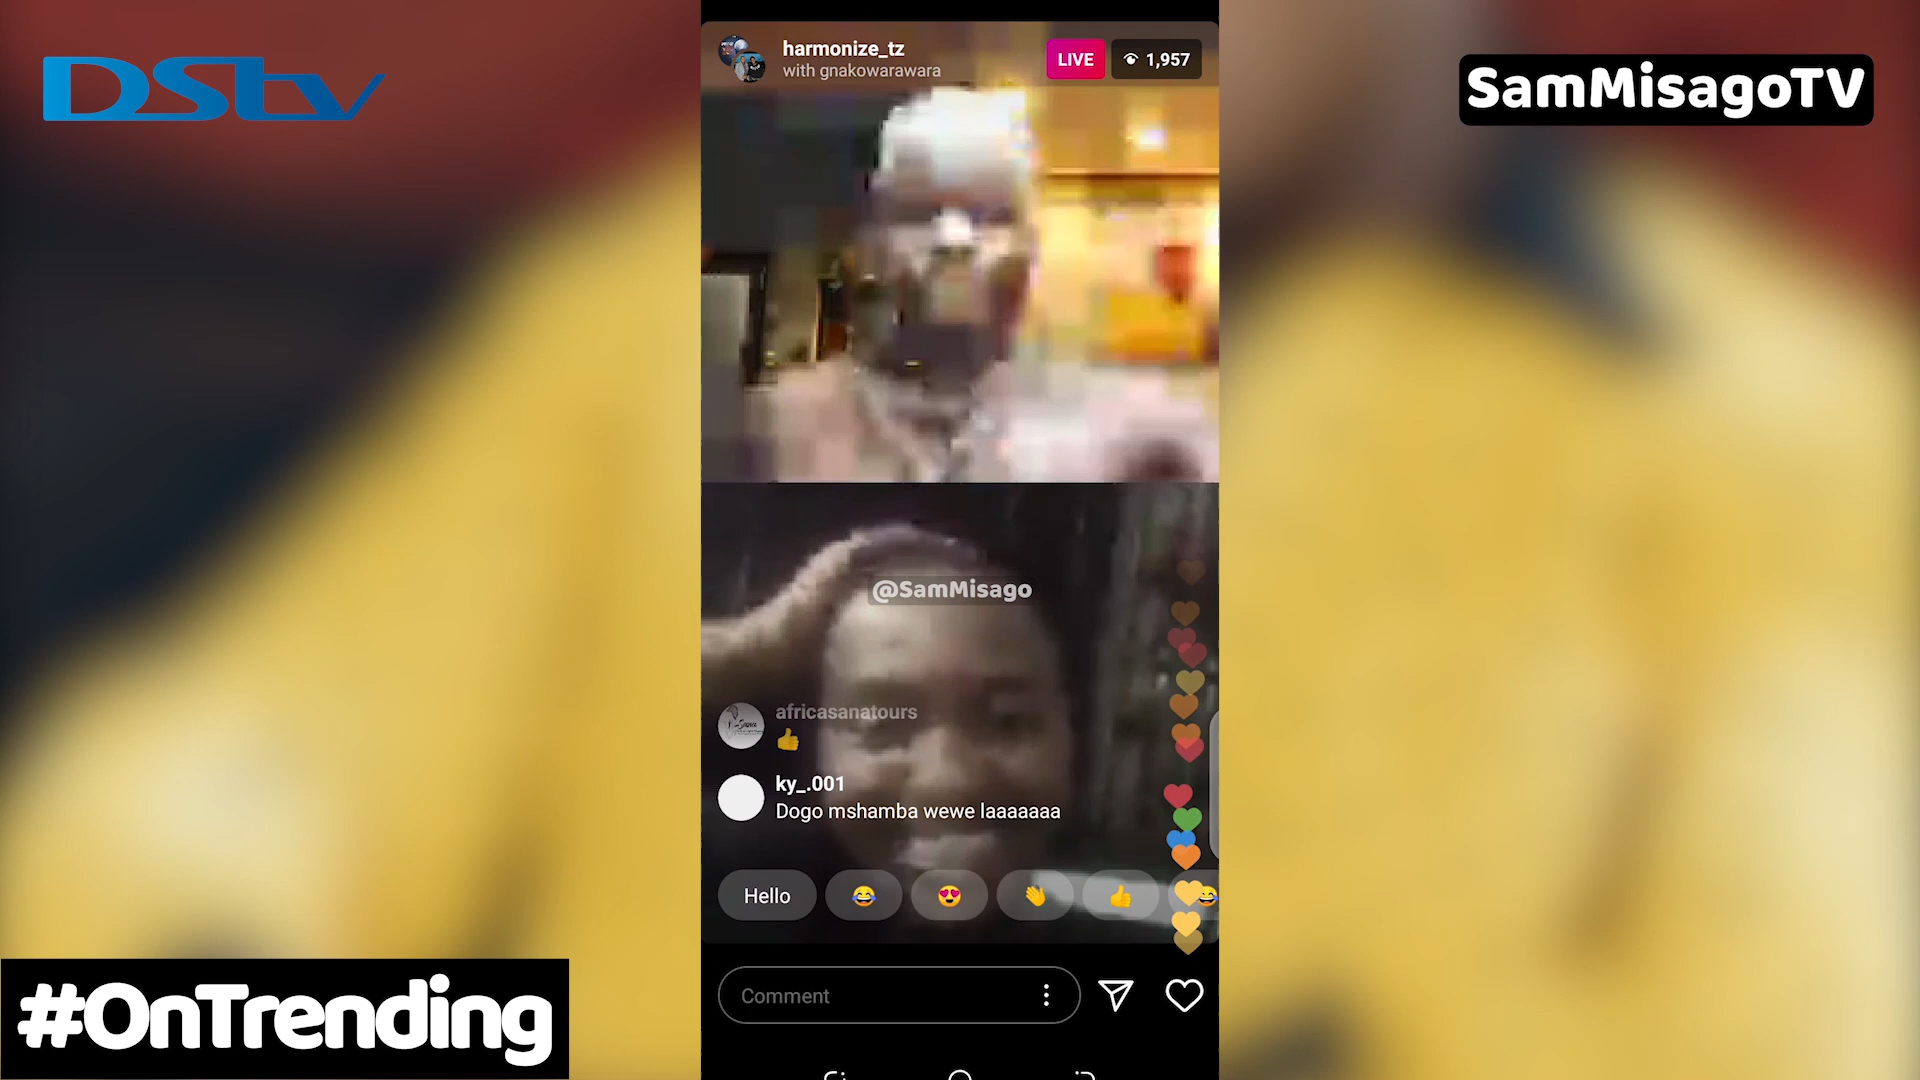 DStv
SamMisagoTV
harmonize_tz
with gnakowarawara
LIVE
1,957
@SamMisago
africasanatours
👍
ky_.001
Dogo mshamba wewe laaaaaaa
Hello 😂 😍 👋 👍 😂
Comment
#OnTrending